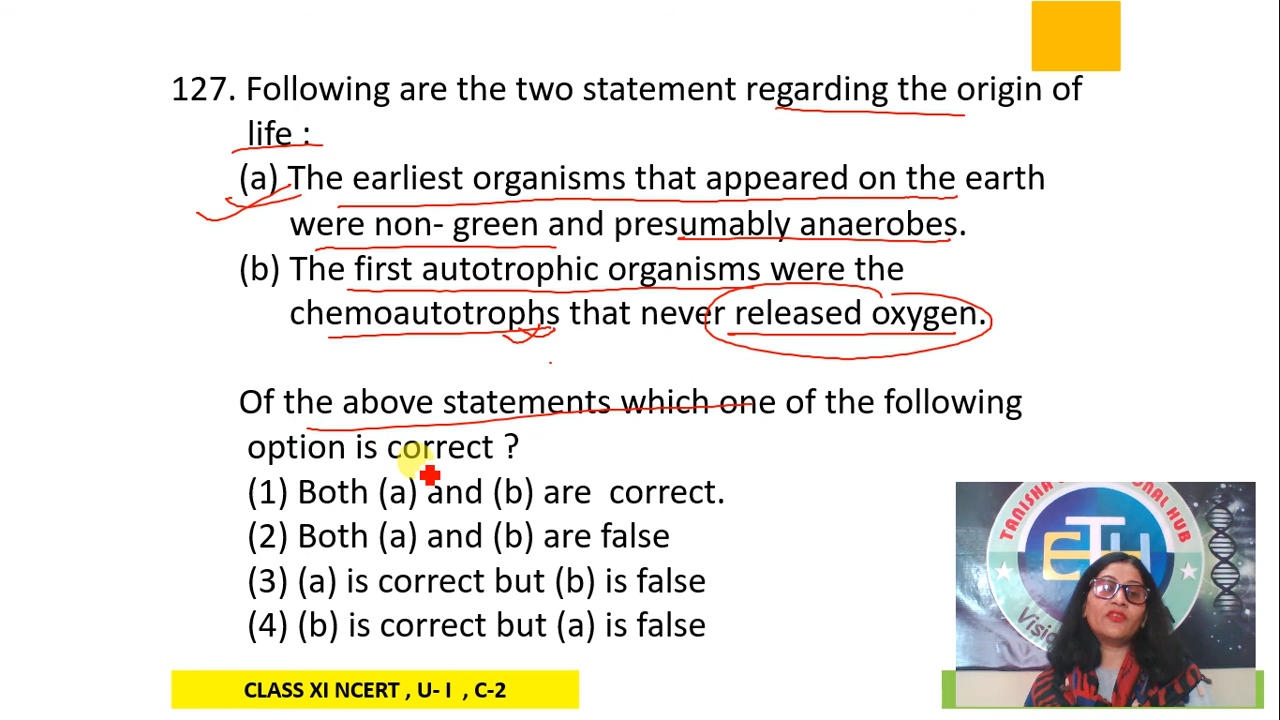 127. Following are the two statement regarding the origin of
life :
(a) The earliest organisms that appeared on the earth
were non- green and presumably anaerobes.
(b) The first autotrophic organisms were the
chemoautotrophs that never released oxygen.
Of the above statements which one of the following
option is correct ?
(1) Both (a) and (b) are correct.
(2) Both (a) and (b) are false
(3) (a) is correct but (b) is false
(4) (b) is correct but (a) is false
CLASS XI NCERT , U- I , C-2
TANISHA
HUB
ETH